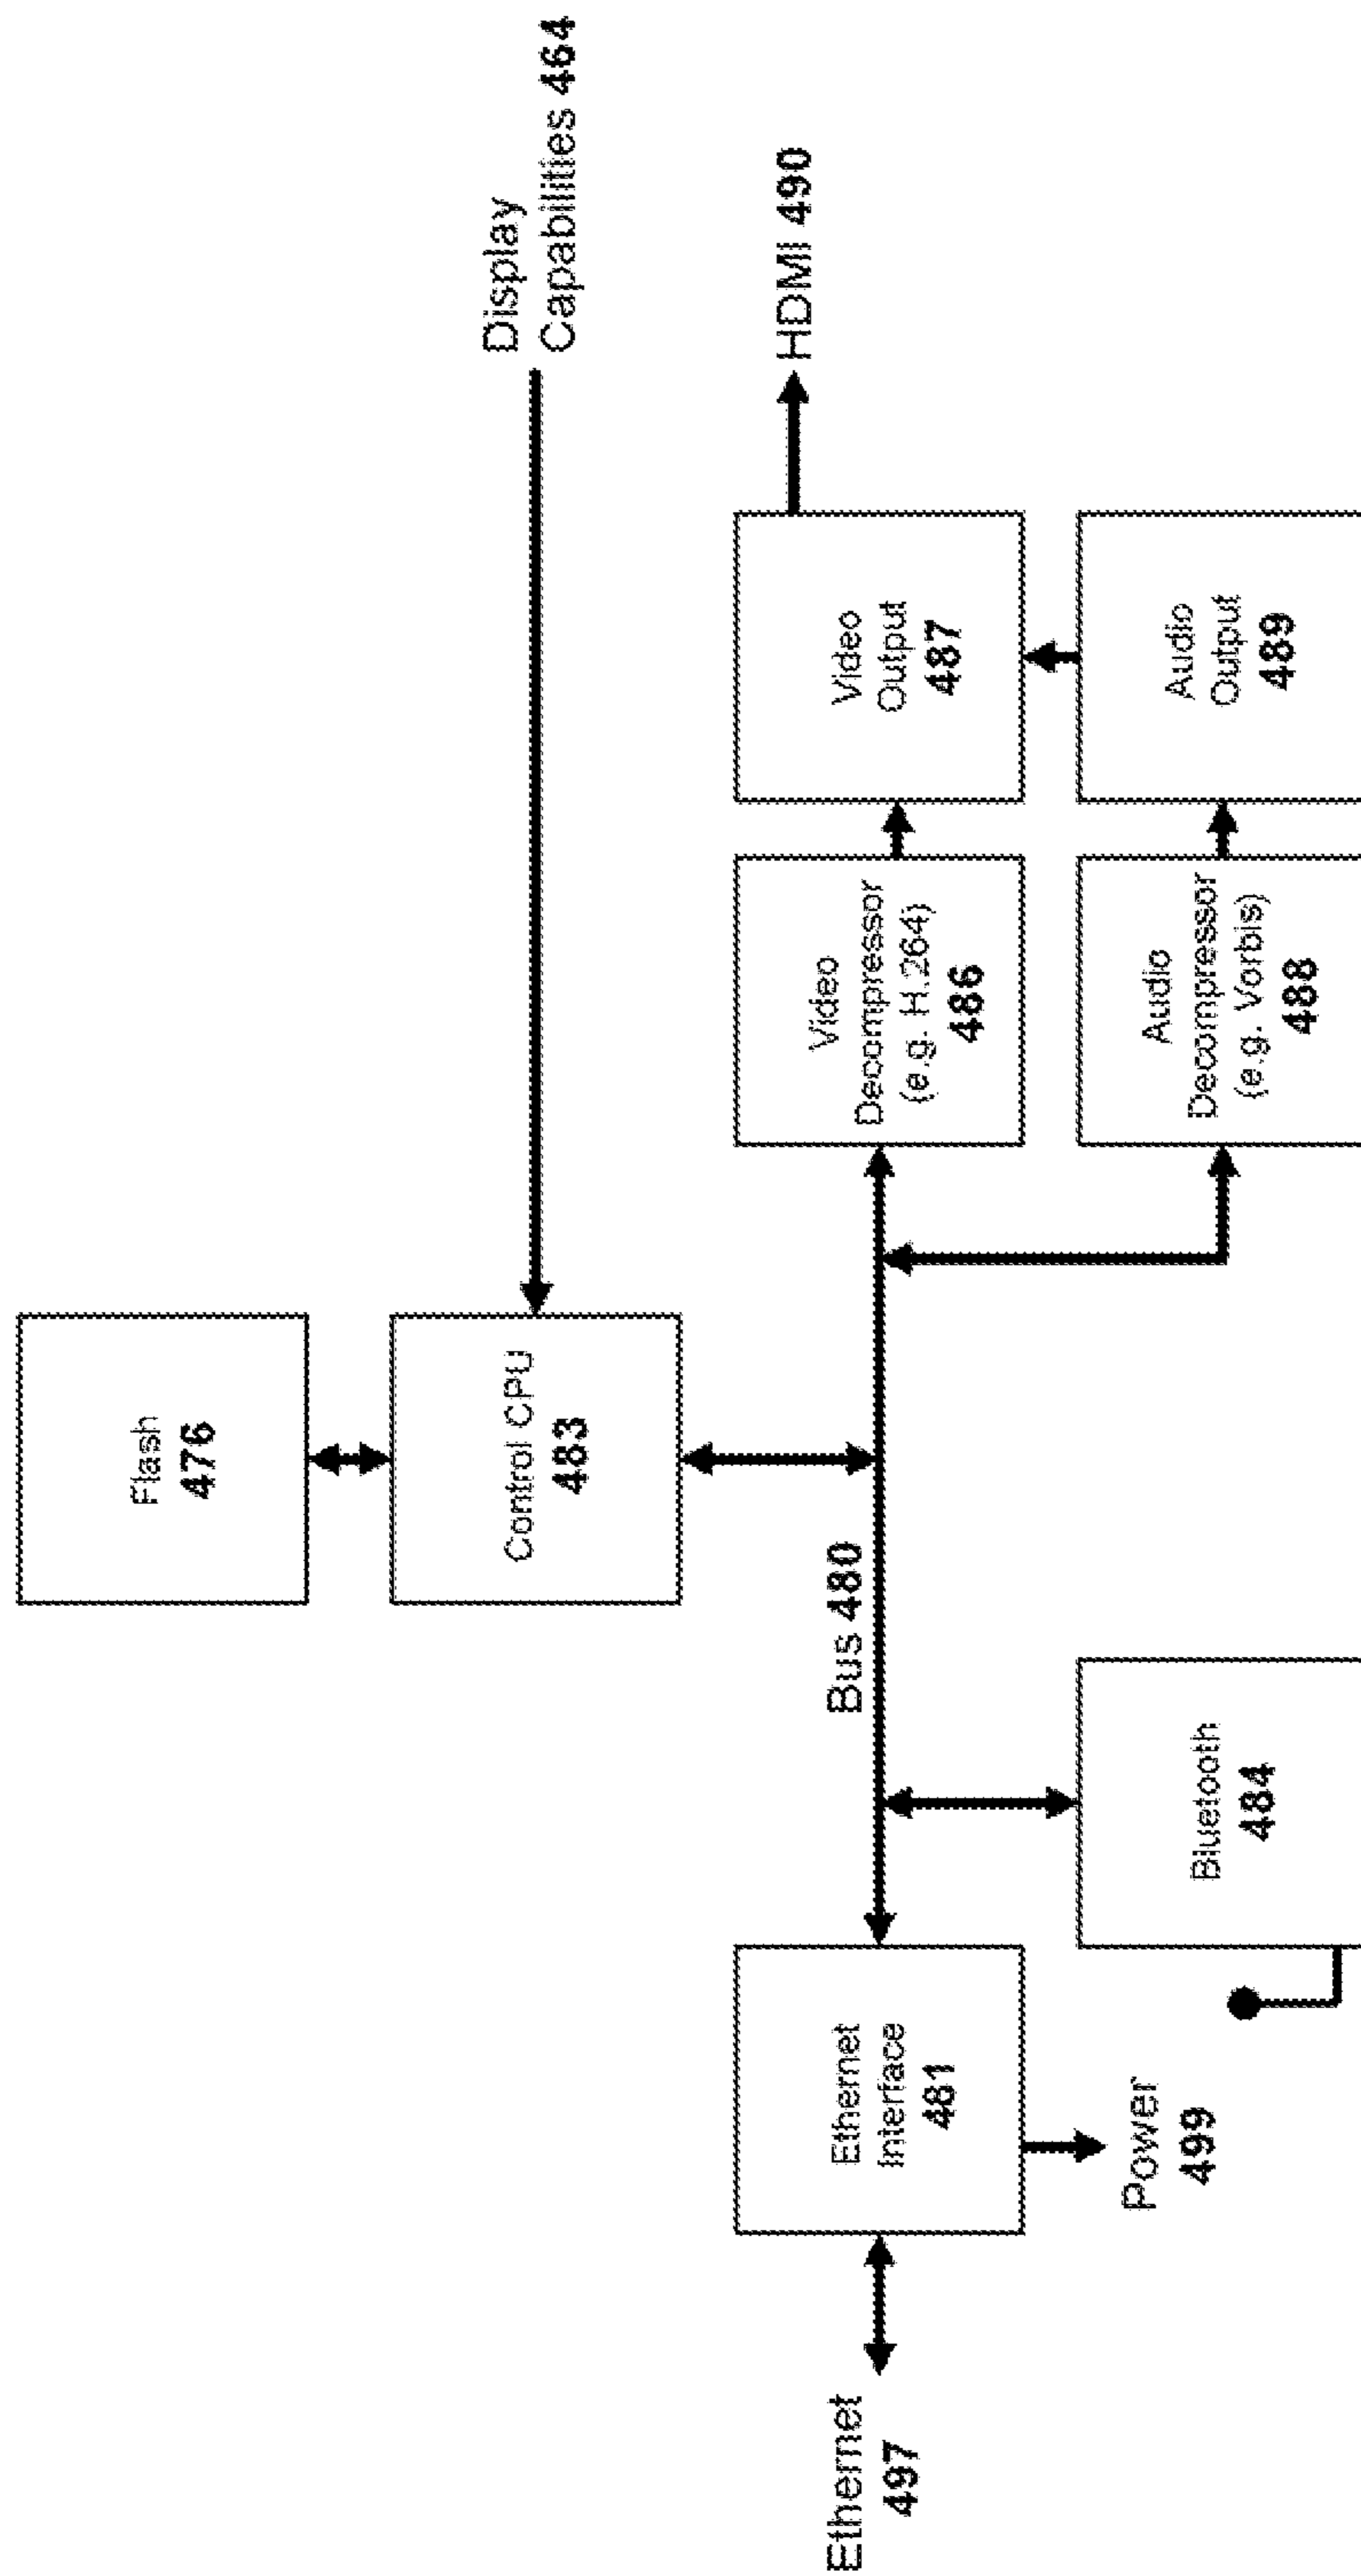 Flash
476
Control CPU
483
Display
Capabilities 464
Bus 480
Ethernet
497
Ethernet
Interface
481
Power
499
Bluetooth
484
Video
Decompressor
(e.g. H.264)
486
Video
Output
487
HDMI 490
Audio
Decompressor
(e.g. Vorbis)
488
Audio
Output
489